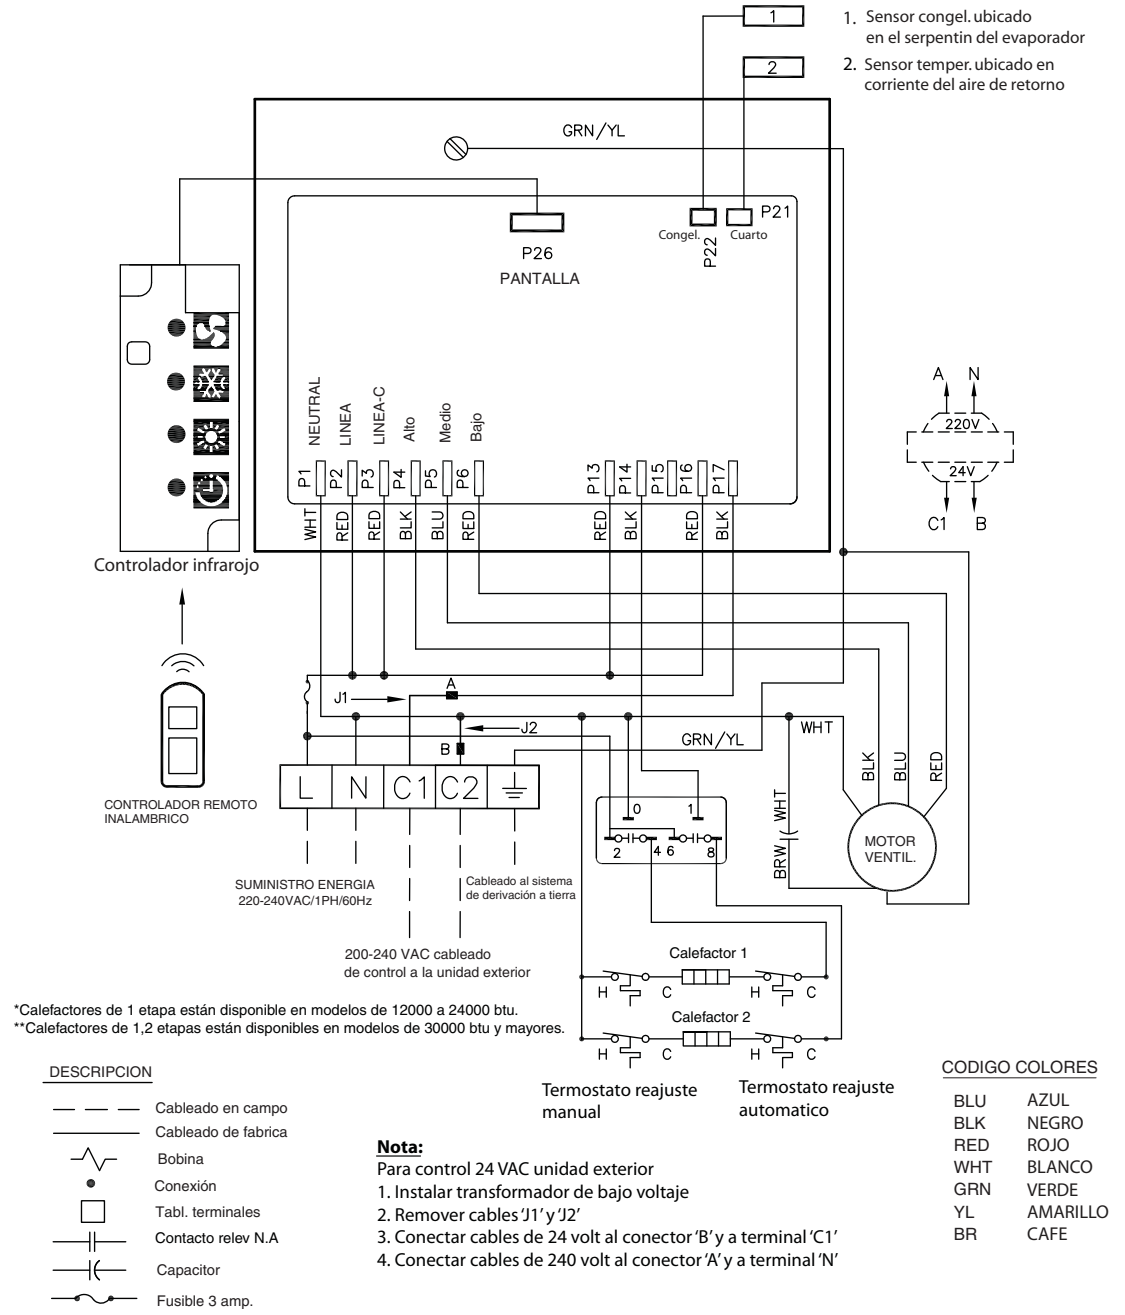 1
1. Sensor congel. ubicado
en el serpentin del evaporador
2
2. Sensor temper. ubicado en
corriente del aire de retorno
GRN/YL
P26
PANTALLA
Congel.
P22
Cuarto
P21
NEUTRAL
LINEA
LINEA-C
Alto
Medio
Bajo
P1
P2
P3
P4
P5
P6
P13
P14
P15
P16
P17
WHT
RED
RED
BLK
BLU
RED
RED
BLK
RED
BLK
A N
220V
24V
C1 B
Controlador infrarojo
CONTROLADOR REMOTO
INALAMBRICO
J1
A
J2
B
GRN/YL
WHT
BLK
BLU
RED
L N C1 C2
0 1
2 4 6 8
WHT
BRW
MOTOR
VENTIL.
SUMINISTRO ENERGIA
220-240VAC/1PH/60Hz
Cableado al sistema
de derivación a tierra
200-240 VAC cableado
de control a la unidad exterior
Calefactor 1
H C H C
Calefactor 2
H C H C
Termostato reajuste
manual
Termostato reajuste
automatico
*Calefactores de 1 etapa están disponible en modelos de 12000 a 24000 btu.
**Calefactores de 1,2 etapas están disponibles en modelos de 30000 btu y mayores.
DESCRIPCION
Cableado en campo
Cableado de fabrica
Bobina
Conexión
Tabl. terminales
Contacto relev N.A
Capacitor
Fusible 3 amp.
Nota:
Para control 24 VAC unidad exterior
1. Instalar transformador de bajo voltaje
2. Remover cables 'J1' y 'J2'
3. Conectar cables de 24 volt al conector 'B' y a terminal 'C1'
4. Conectar cables de 240 volt al conector 'A' y a terminal 'N'
CODIGO COLORES
BLU AZUL
BLK NEGRO
RED ROJO
WHT BLANCO
GRN VERDE
YL AMARILLO
BR CAFE